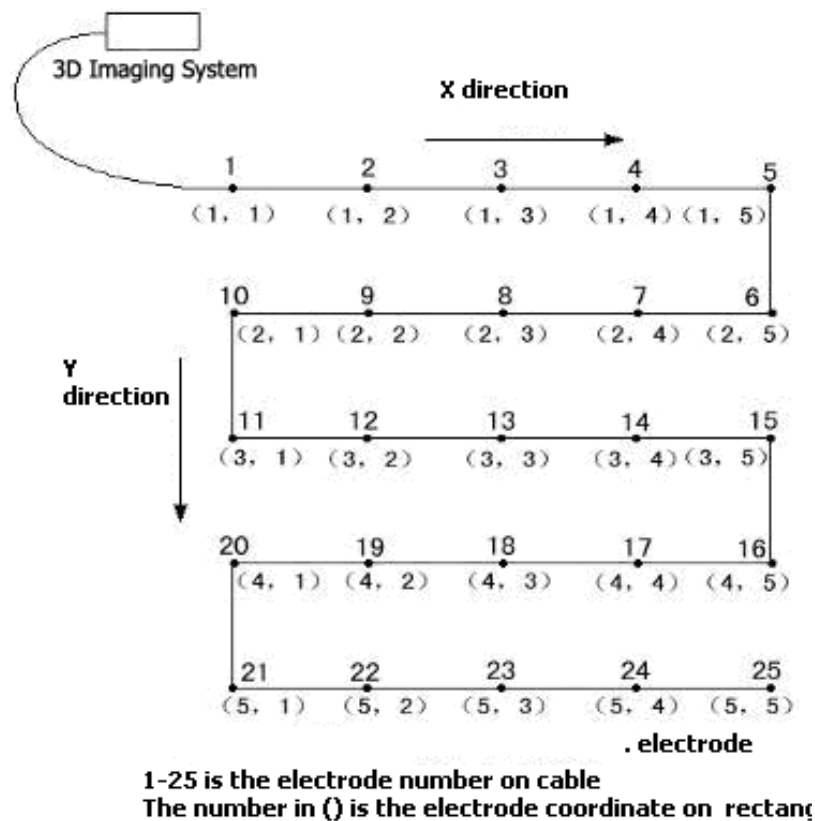 3D Imaging System
X direction
1 2 3 4 5
(1, 1) (1, 2) (1, 3) (1, 4) (1, 5)
10 9 8 7 6
(2, 1) (2, 2) (2, 3) (2, 4) (2, 5)
Y
direction
11 12 13 14 15
(3, 1) (3, 2) (3, 3) (3, 4) (3, 5)
20 19 18 17 16
(4, 1) (4, 2) (4, 3) (4, 4) (4, 5)
21 22 23 24 25
(5, 1) (5, 2) (5, 3) (5, 4) (5, 5)
. electrode
1-25 is the electrode number on cable
The number in () is the electrode coordinate on